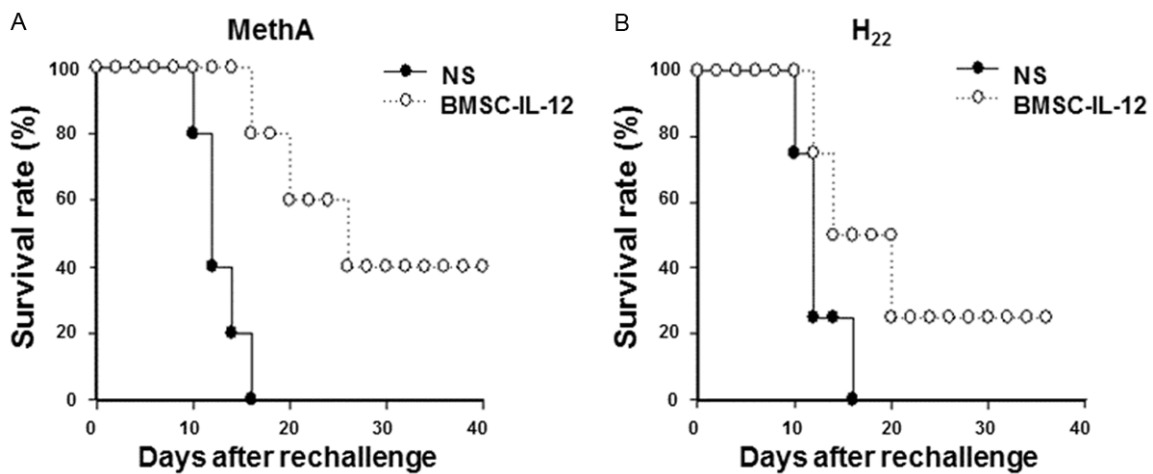 A
MethA
NS
BMSC-IL-12
Survival rate (%)
100
80
60
40
20
0
0 10 20 30 40
Days after rechallenge
B
H₂₂
NS
BMSC-IL-12
Survival rate (%)
100
80
60
40
20
0
0 10 20 30 40
Days after rechallenge